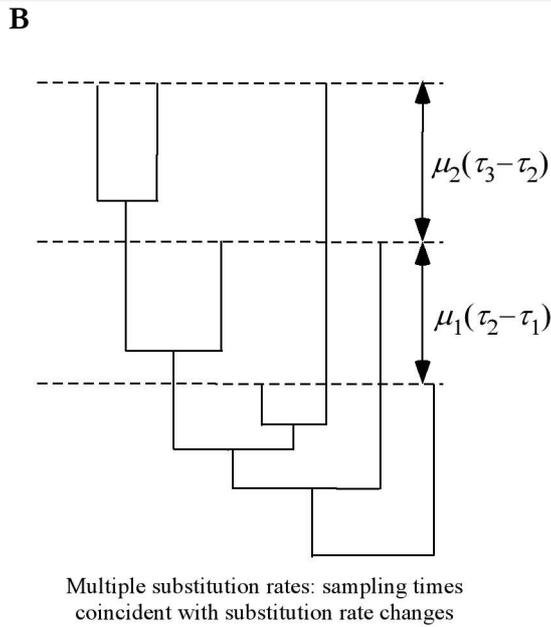 B
μ₂(τ₃−τ₂)
μ₁(τ₂−τ₁)
Multiple substitution rates: sampling times
coincident with substitution rate changes